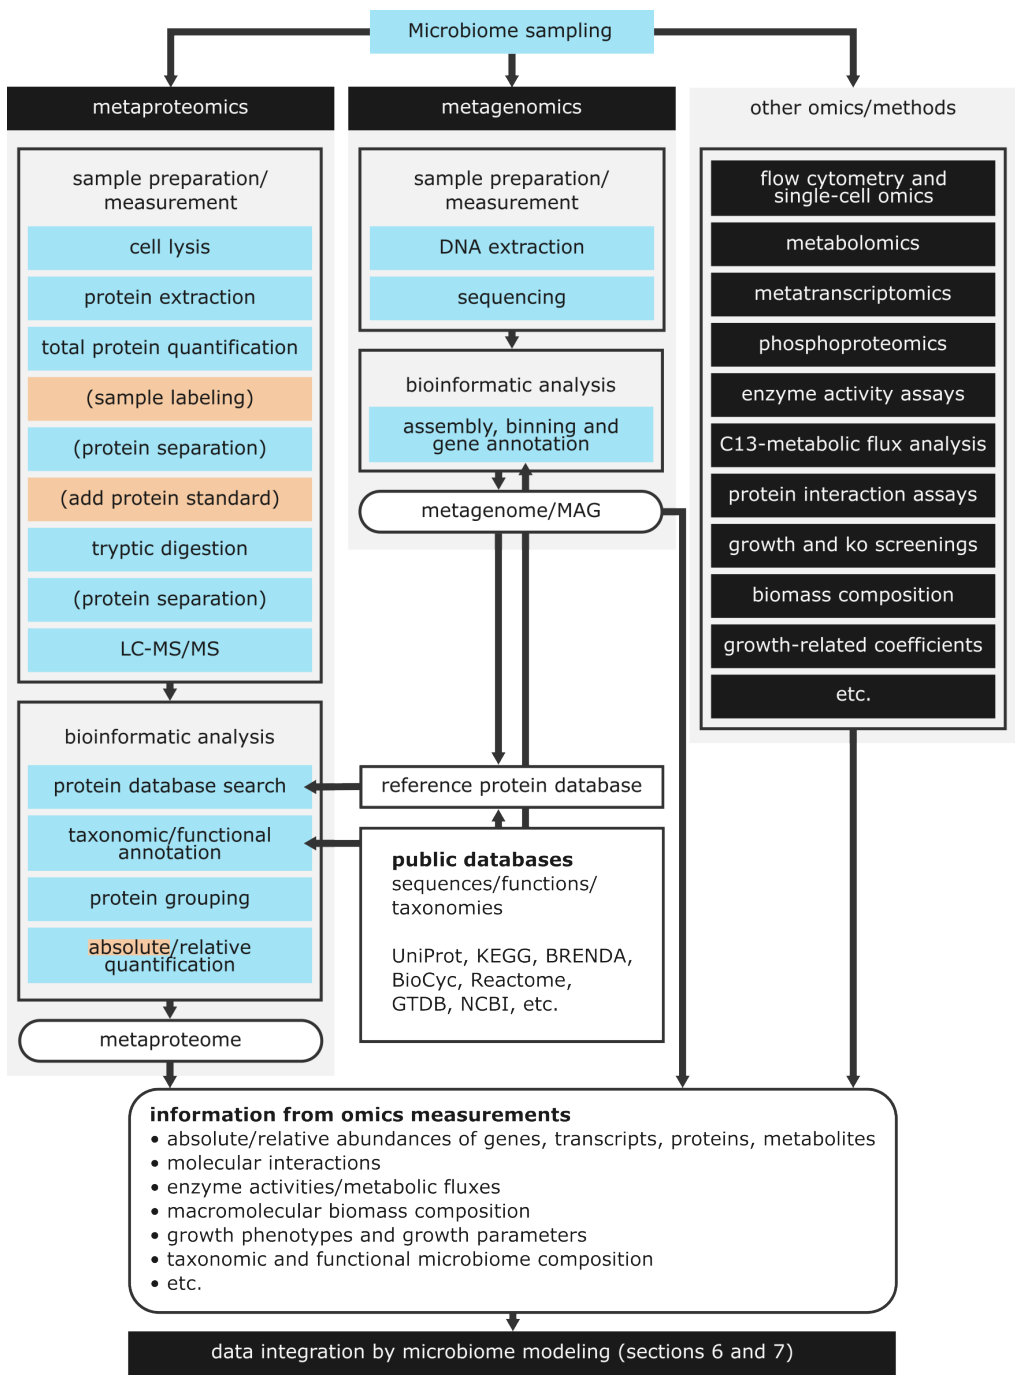 Microbiome sampling
metaproteomics
sample preparation/
measurement
cell lysis
protein extraction
total protein quantification
(sample labeling)
(protein separation)
(add protein standard)
tryptic digestion
(protein separation)
LC-MS/MS
bioinformatic analysis
protein database search
taxonomic/functional
annotation
protein grouping
absolute/relative
quantification
metaproteome
metagenomics
sample preparation/
measurement
DNA extraction
sequencing
bioinformatic analysis
assembly, binning and
gene annotation
metagenome/MAG
reference protein database
public databases
sequences/functions/
taxonomies
UniProt, KEGG, BRENDA,
BioCyc, Reactome,
GTDB, NCBI, etc.
other omics/methods
flow cytometry and
single-cell omics
metabolomics
metatranscriptomics
phosphoproteomics
enzyme activity assays
C13-metabolic flux analysis
protein interaction assays
growth and ko screenings
biomass composition
growth-related coefficients
etc.
information from omics measurements
• absolute/relative abundances of genes, transcripts, proteins, metabolites
• molecular interactions
• enzyme activities/metabolic fluxes
• macromolecular biomass composition
• growth phenotypes and growth parameters
• taxonomic and functional microbiome composition
• etc.
data integration by microbiome modeling (sections 6 and 7)